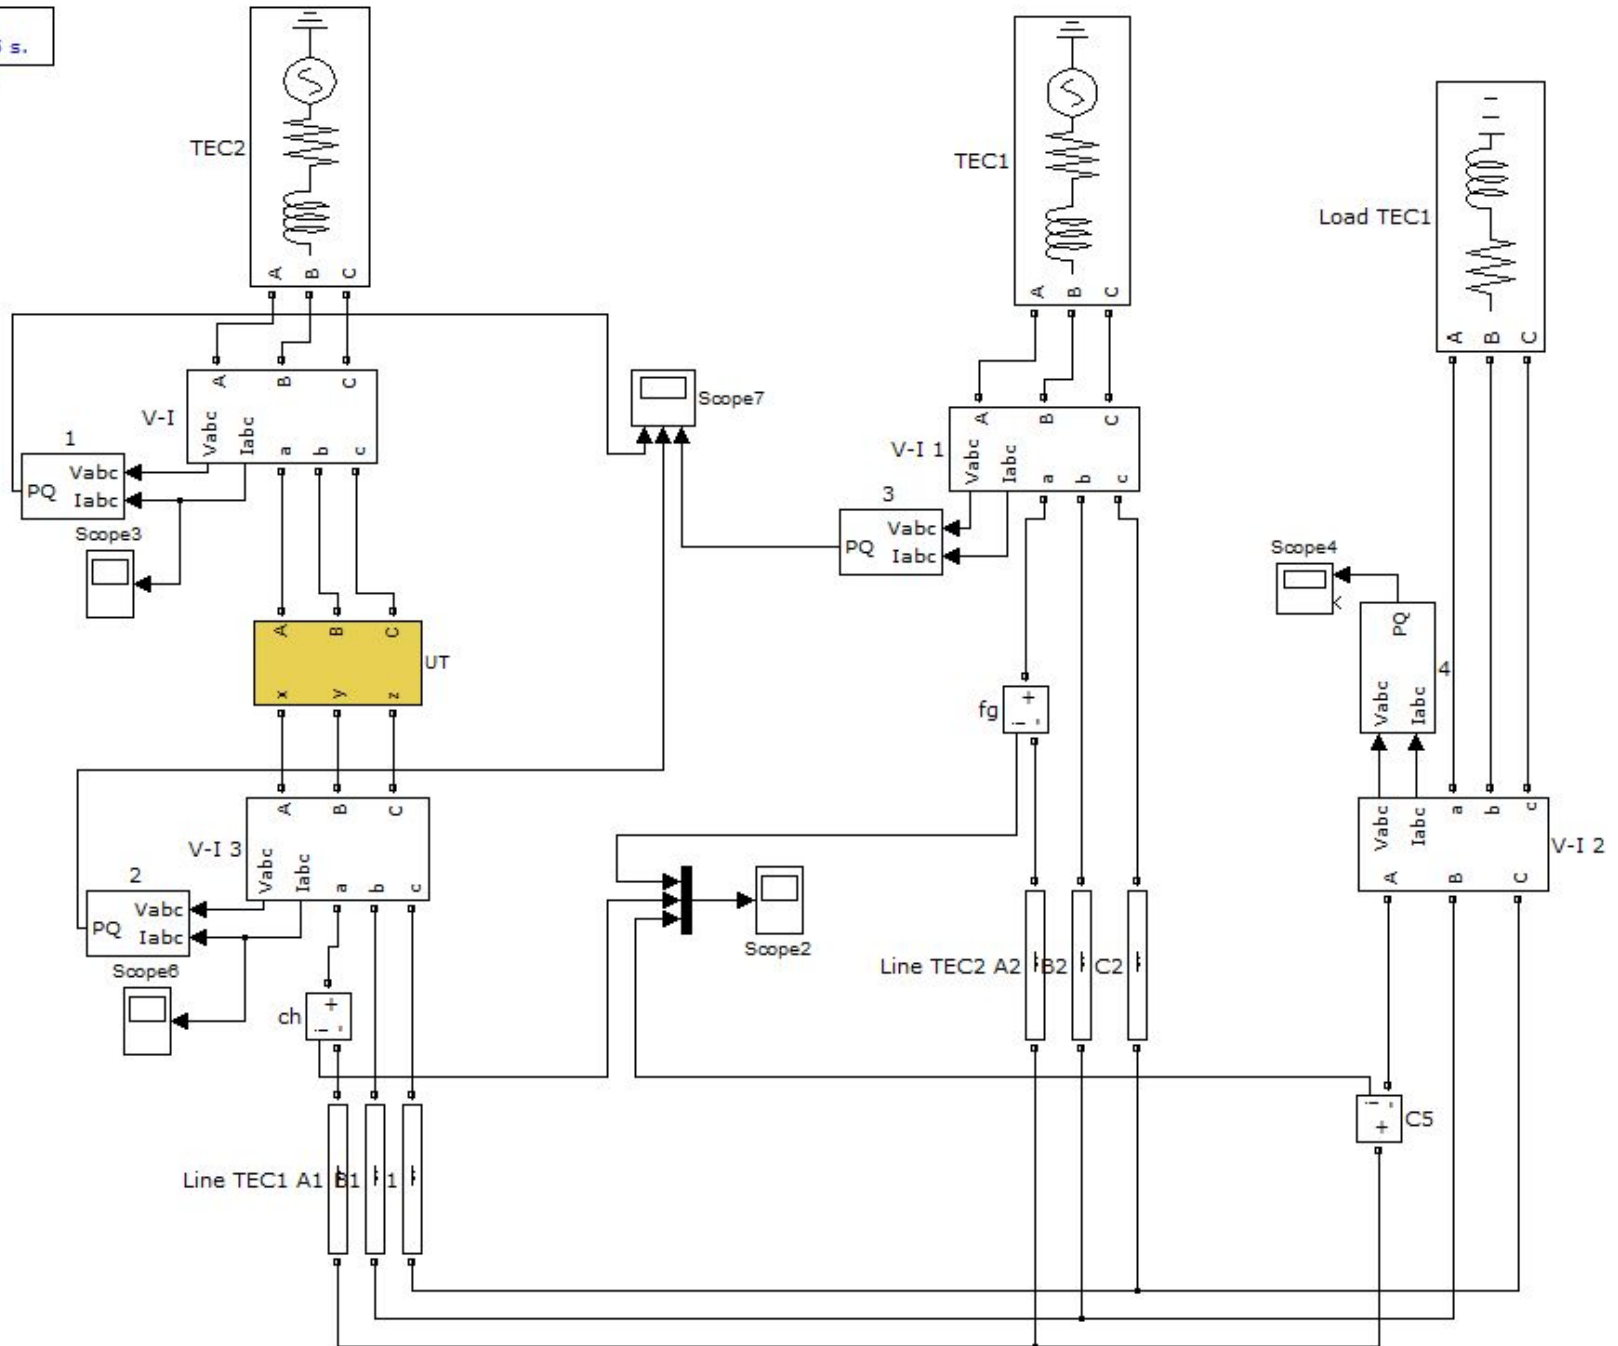 s.
TEC2
A B C
TEC1
A B C
Load TEC1
A B C
V-I
A B C
Vabc Iabc a b c
1
Vabc
PQ
Iabc
Scope3
Scope7
V-I 1
A B C
Vabc Iabc a b c
3
Vabc
PQ
Iabc
Scope4
PQ
4
Vabc Iabc
UT
A B C
x y z
fg
+
i -
V-I 3
A B C
Vabc Iabc a b c
2
Vabc
PQ
Iabc
Scope6
Scope2
V-I 2
Vabc Iabc a b c
A B C
Line TEC2 A2 B2 C2
ch
+
i -
C5
i -
+
Line TEC1 A1 B1 1